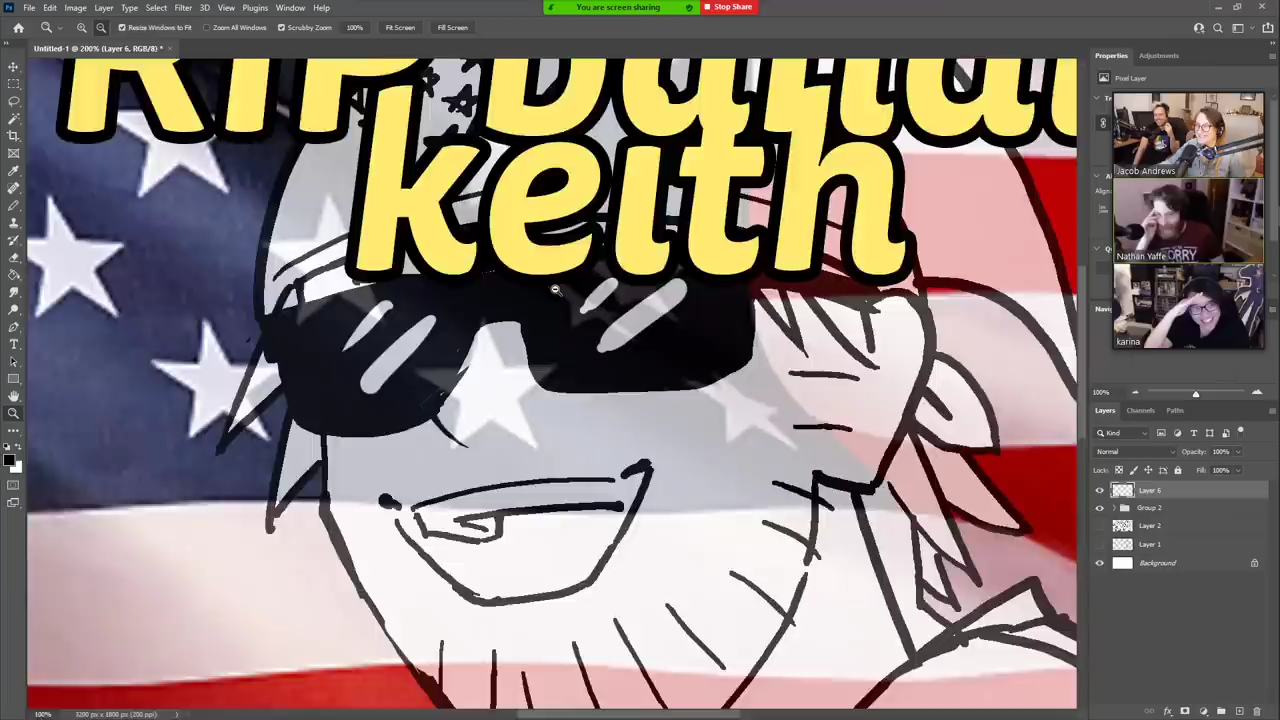 You are screen sharing
Stop Share
File Edit Image Layer Type Select Filter 3D View Plugins Window Help
Resize Windows to Fit Zoom All Windows Scrubby Zoom 100% Fit Screen Fill Screen
Untitled-1 @ 200% (Layer 6, RGB/8) *
Properties Adjustments
Pixel Layer
RIP
keith
Jacob Andrews
Nathan Yaffe
SORRY
karina
100%
Layers Channels Paths
Kind
Normal Opacity: 100%
Lock: Fill: 100%
Layer 6
Group 2
Layer 2
Layer 1
Background
100% 3200 px x 1800 px (200 ppi)